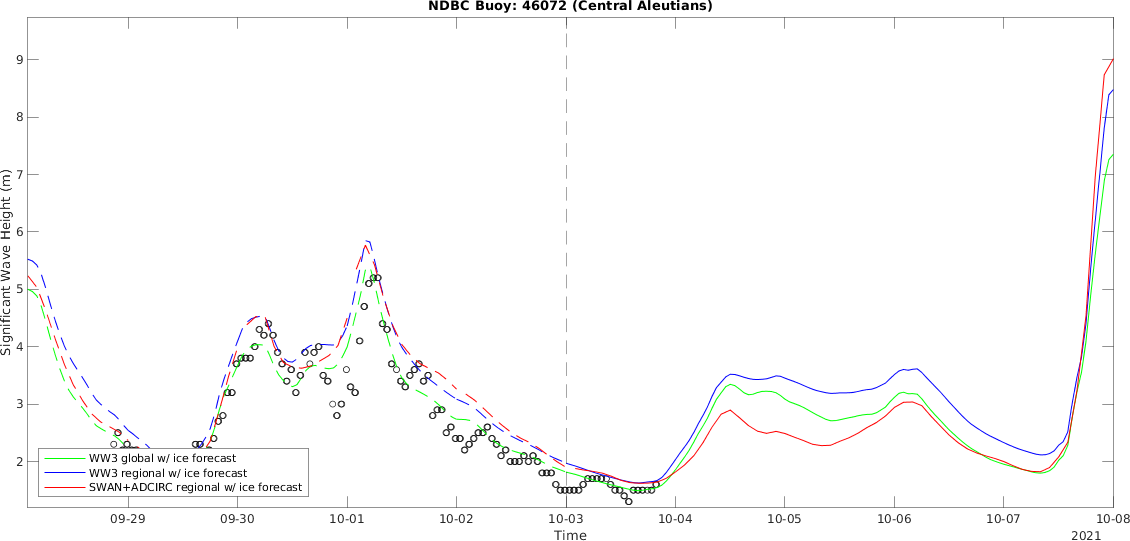 NDBC Buoy: 46072 (Central Aleutians)
Significant Wave Height (m)
9
8
7
6
5
4
3
2
WW3 global w/ ice forecast
WW3 regional w/ ice forecast
SWAN+ADCIRC regional w/ ice forecast
09-29 09-30 10-01 10-02 10-03 10-04 10-05 10-06 10-07 10-08
Time
2021